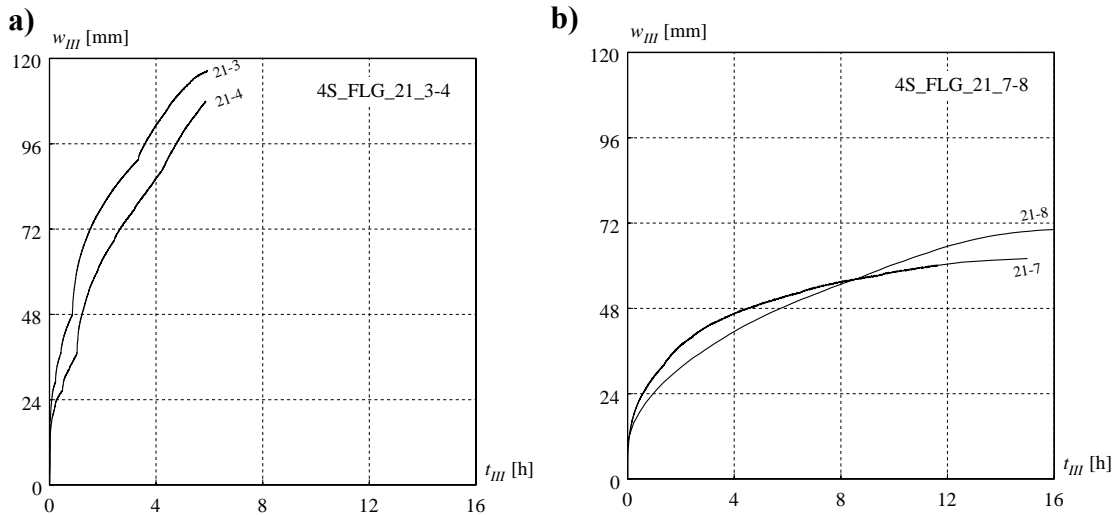 a)
w_III [mm]
120
21-3
21-4
4S_FLG_21_3-4
96
72
48
24
0
t_III [h]
0 4 8 12 16
b)
w_III [mm]
120
4S_FLG_21_7-8
96
72
21-8
21-7
48
24
0
t_III [h]
0 4 8 12 16